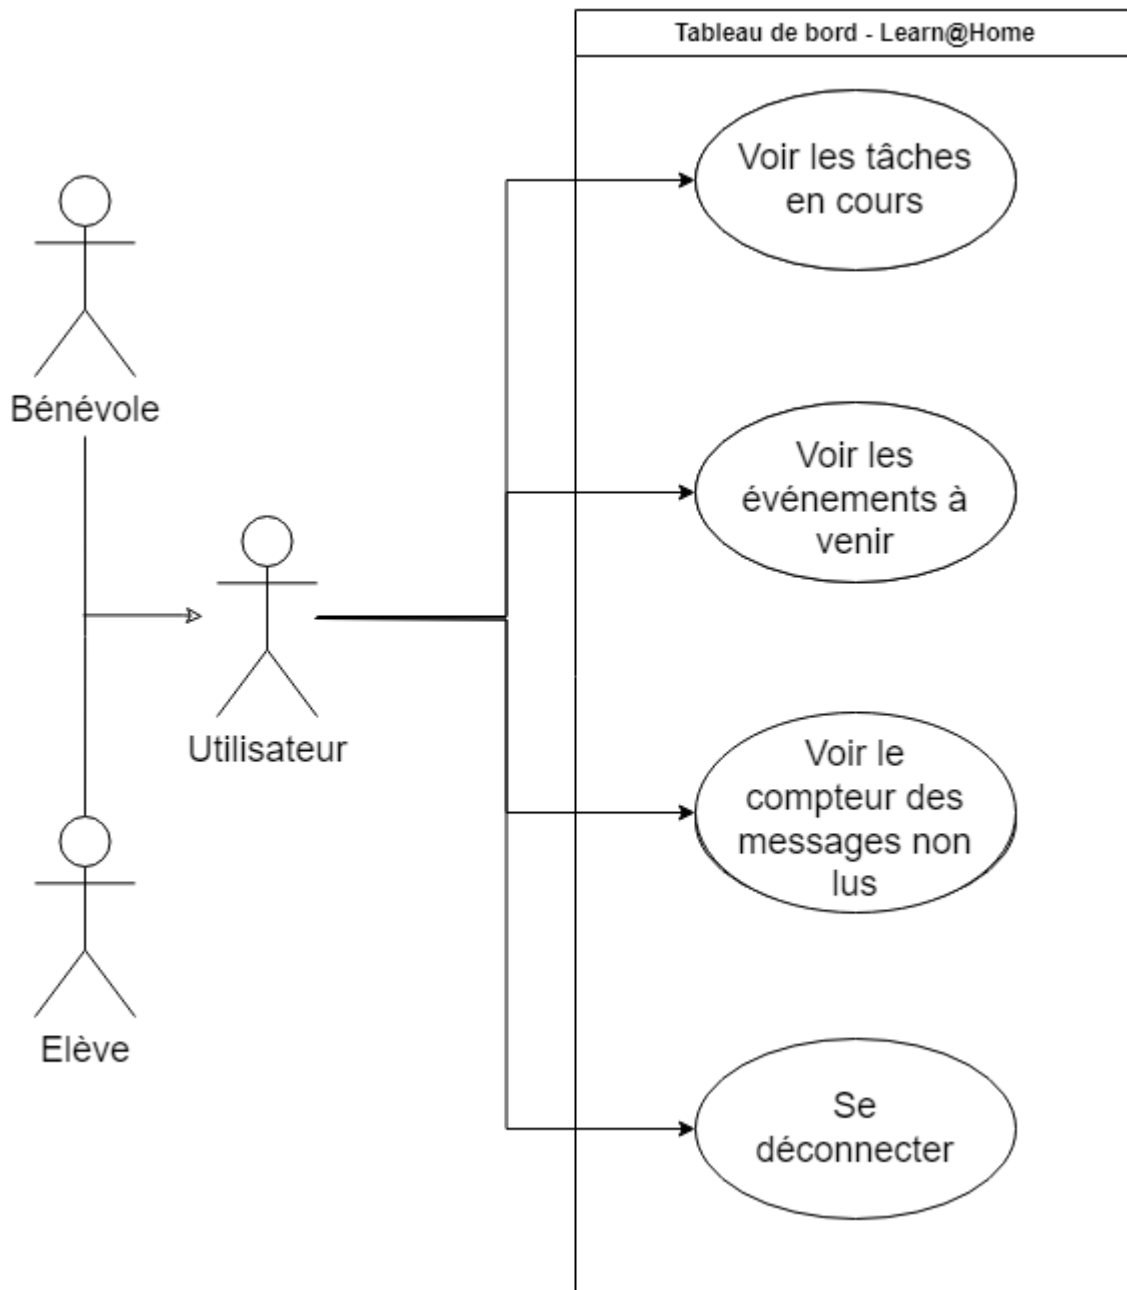 Tableau de bord - Learn@Home
Voir les tâches
en cours
Bénévole
Voir les
événements à
venir
Utilisateur
Voir le
compteur des
messages non
lus
Elève
Se
déconnecter